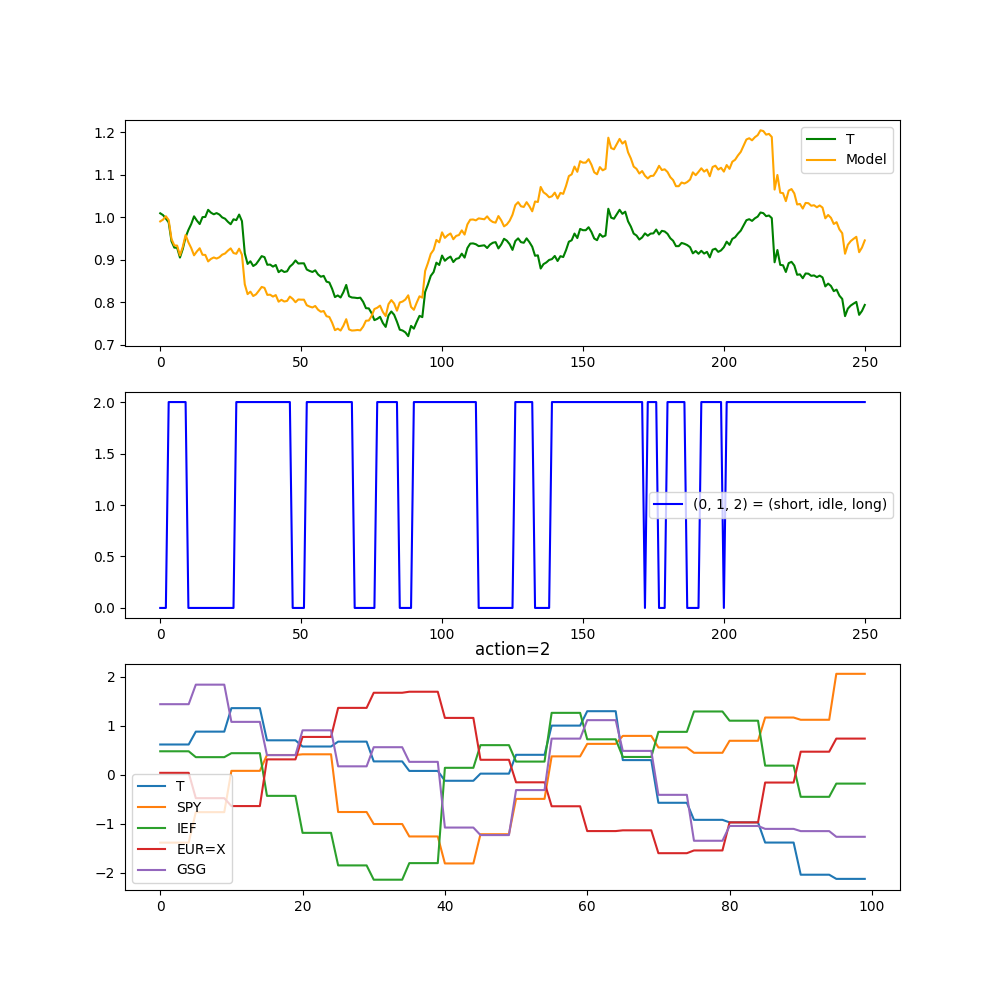 1.2
1.1
1.0
0.9
0.8
0.7
T
Model
0 50 100 150 200 250
2.0
1.5
1.0
0.5
0.0
(0, 1, 2) = (short, idle, long)
0 50 100 150 200 250
action=2
2
1
0
−1
−2
T
SPY
IEF
EUR=X
GSG
0 20 40 60 80 100